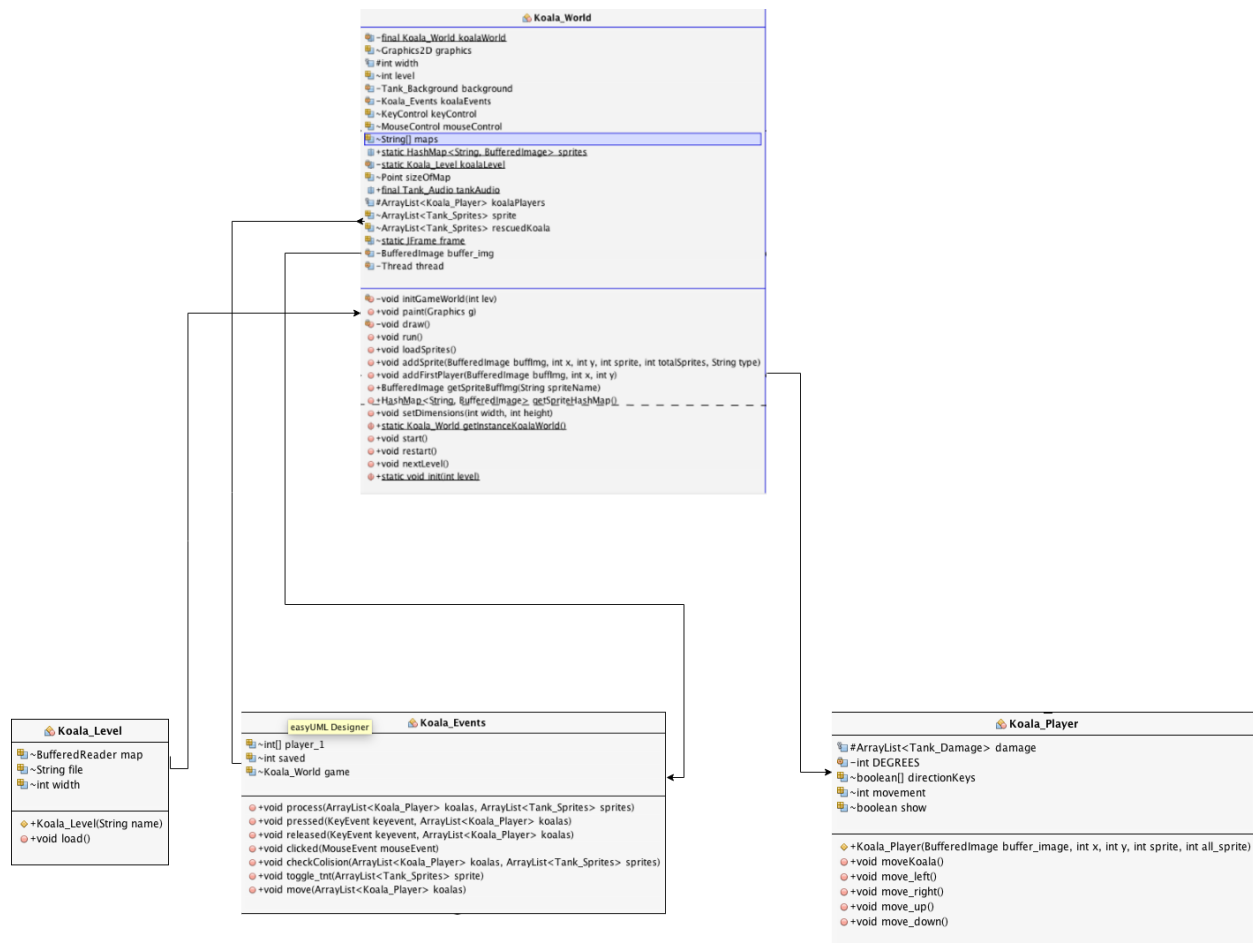 Koala_World
-final Koala_World koalaWorld
~Graphics2D graphics
#int width
~int level
-Tank_Background background
-Koala_Events koalaEvents
~KeyControl keyControl
~MouseControl mouseControl
~String[] maps
+static HashMap<String, BufferedImage> sprites
-static Koala_Level koalaLevel
~Point sizeOfMap
+final Tank_Audio tankAudio
#ArrayList<Koala_Player> koalaPlayers
~ArrayList<Tank_Sprites> sprite
~ArrayList<Tank_Sprites> rescuedKoala
~static JFrame frame
-BufferedImage buffer_img
-Thread thread
-void initGameWorld(int lev)
+void paint(Graphics g)
-void draw()
+void run()
+void loadSprites()
+void addSprite(BufferedImage buffImg, int x, int y, int sprite, int totalSprites, String type)
+void addFirstPlayer(BufferedImage buffImg, int x, int y)
+BufferedImage getSpriteBuffImg(String spriteName)
+HashMap<String, BufferedImage> getSpriteHashMap()
+void setDimensions(int width, int height)
+static Koala_World getInstanceKoalaWorld()
+void start()
+void restart()
+void nextLevel()
+static void init(int level)
Koala_Level
~BufferedReader map
~String file
~int width
+Koala_Level(String name)
+void load()
easyUML Designer
Koala_Events
~int[] player_1
~int saved
~Koala_World game
+void process(ArrayList<Koala_Player> koalas, ArrayList<Tank_Sprites> sprites)
+void pressed(KeyEvent keyevent, ArrayList<Koala_Player> koalas)
+void released(KeyEvent keyevent, ArrayList<Koala_Player> koalas)
+void clicked(MouseEvent mouseEvent)
+void checkColision(ArrayList<Koala_Player> koalas, ArrayList<Tank_Sprites> sprites)
+void toggle_tnt(ArrayList<Tank_Sprites> sprite)
+void move(ArrayList<Koala_Player> koalas)
Koala_Player
#ArrayList<Tank_Damage> damage
-int DEGREES
~boolean[] directionKeys
~int movement
~boolean show
+Koala_Player(BufferedImage buffer_image, int x, int y, int sprite, int all_sprite)
+void moveKoala()
+void move_left()
+void move_right()
+void move_up()
+void move_down()